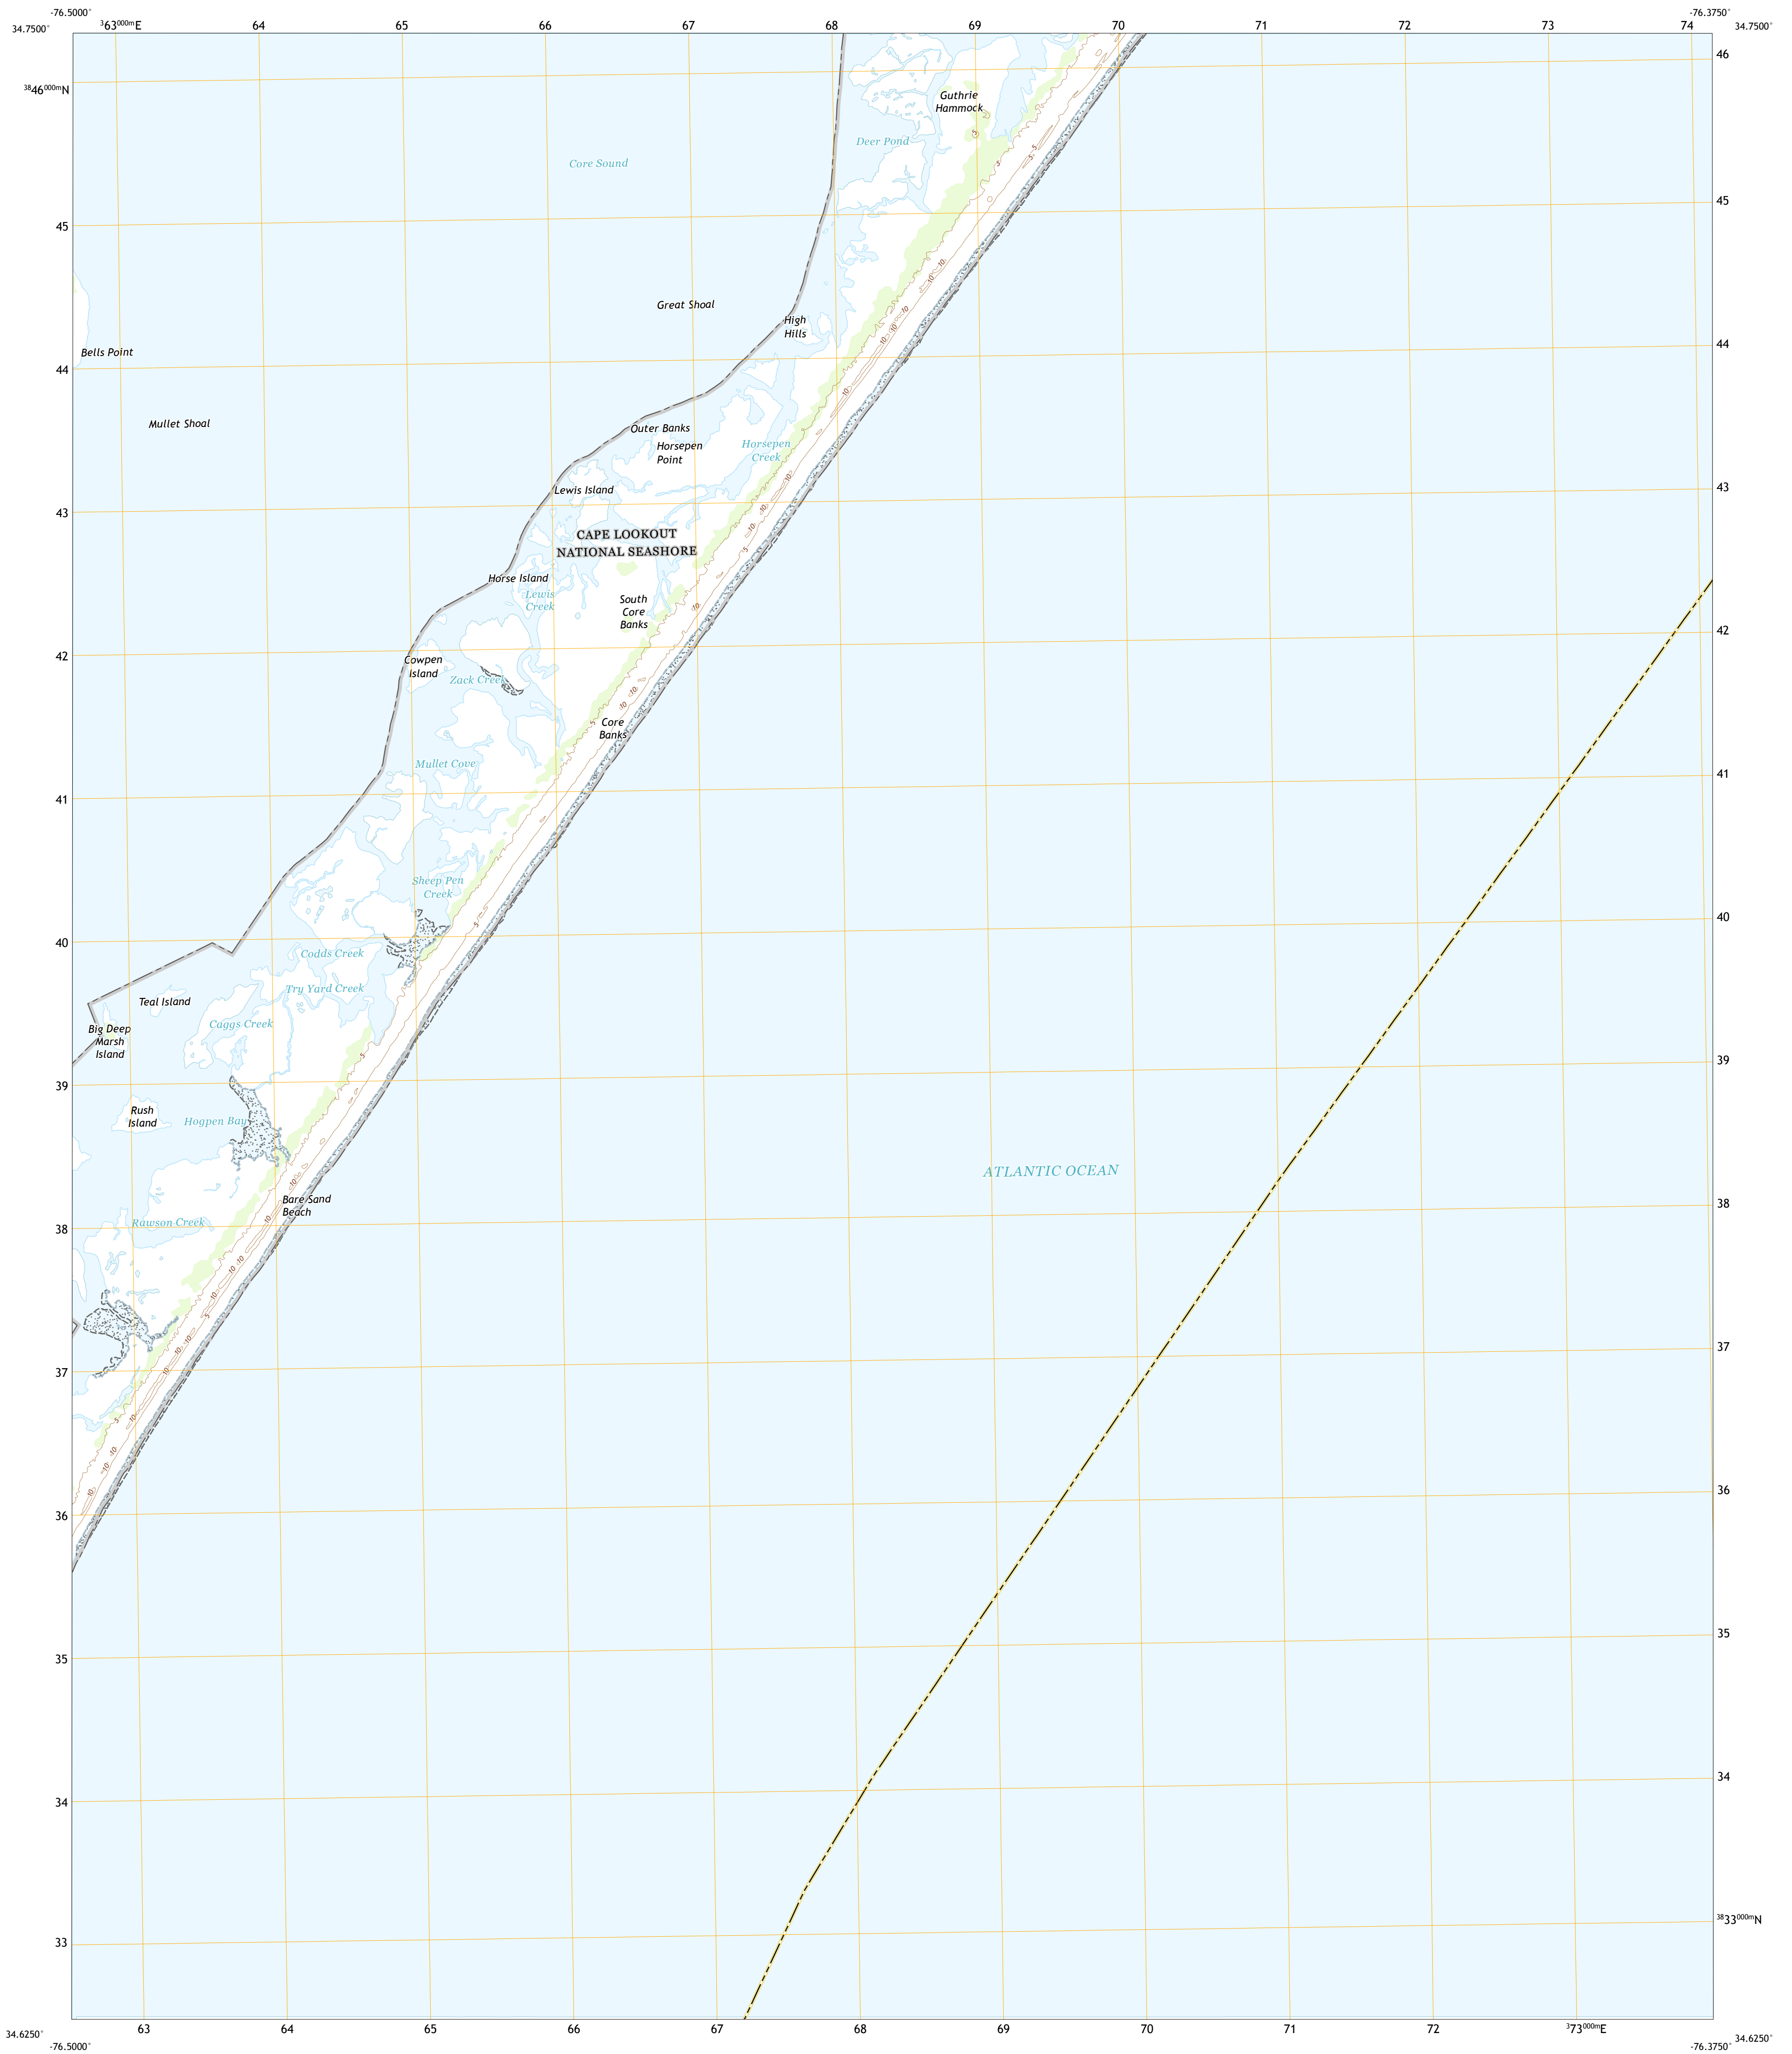 -76.5000°
-76.3750°
34.7500°
³63⁰⁰⁰ᵐE
64
65
66
67
68
69
70
71
72
73
74
34.7500°
46
³⁸46⁰⁰⁰ᵐN
Guthrie
Hammock
Deer Pond
Core Sound
45
45
Great Shoal
High
Hills
44
Bells Point
44
Mullet Shoal
Outer Banks
Horsepen
Point
Horsepen
Creek
Lewis Island
43
43
CAPE LOOKOUT
NATIONAL SEASHORE
Horse Island
Lewis
Creek
South
Core
Banks
42
42
Cowpen
Island
Zack Creek
Core
Banks
Mullet Cove
41
41
Sheep Pen
Creek
40
40
Codds Creek
Try Yard Creek
Teal Island
Caggs Creek
Big Deep
Marsh
Island
39
39
Rush
Island
Hogpen Bay
ATLANTIC OCEAN
Bare Sand
Beach
38
Rawson Creek
38
37
37
36
36
35
35
34
34
³⁸33⁰⁰⁰ᵐN
33
63
64
65
66
67
68
69
70
71
72
³73⁰⁰⁰ᵐE
34.6250°
34.6250°
-76.5000°
-76.3750°